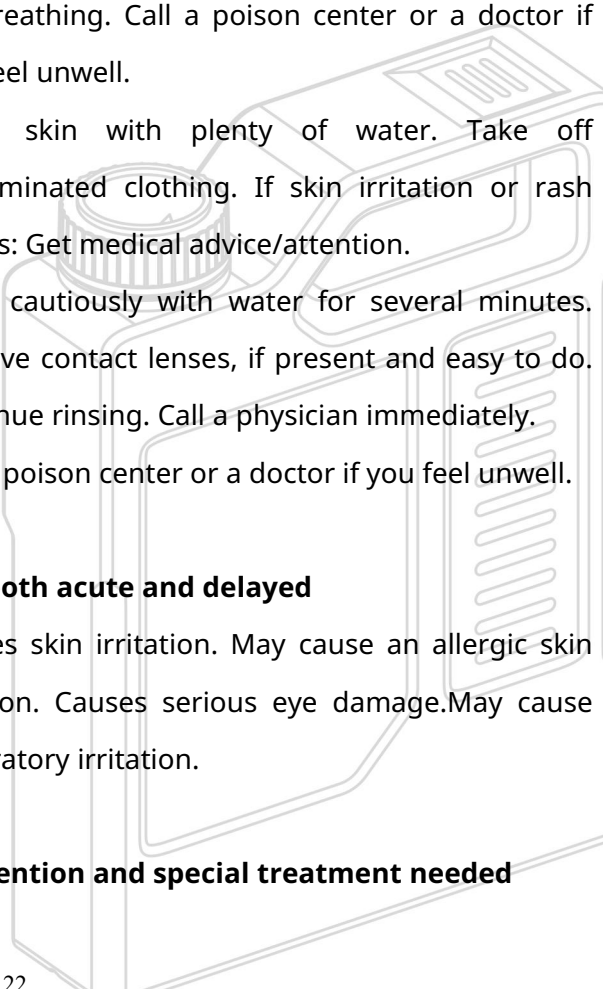 reathing. Call a poison center or a doctor if
eel unwell.
skin with plenty of water. Take off
minated clothing. If skin irritation or rash
s: Get medical advice/attention.
cautiously with water for several minutes.
ve contact lenses, if present and easy to do.
nue rinsing. Call a physician immediately.
poison center or a doctor if you feel unwell.
oth acute and delayed
es skin irritation. May cause an allergic skin
on. Causes serious eye damage.May cause
ratory irritation.
ention and special treatment needed
22